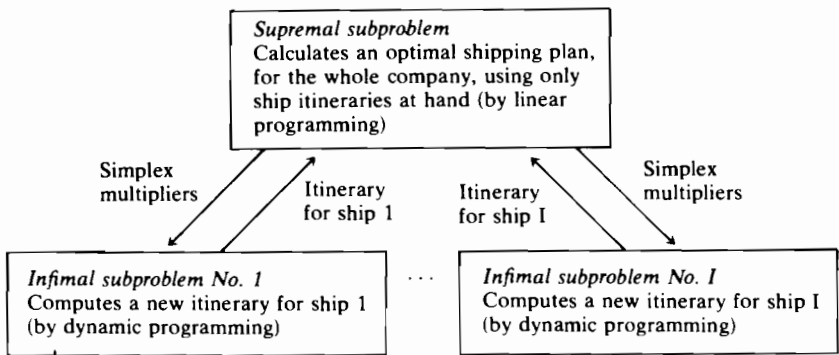 Supremal subproblem
Calculates an optimal shipping plan,
for the whole company, using only
ship itineraries at hand (by linear
programming)
Simplex
multipliers
Itinerary
for ship 1
Itinerary
for ship I
Simplex
multipliers
Infimal subproblem No. 1
Computes a new itinerary for ship 1
(by dynamic programming)
...
Infimal subproblem No. I
Computes a new itinerary for ship I
(by dynamic programming)